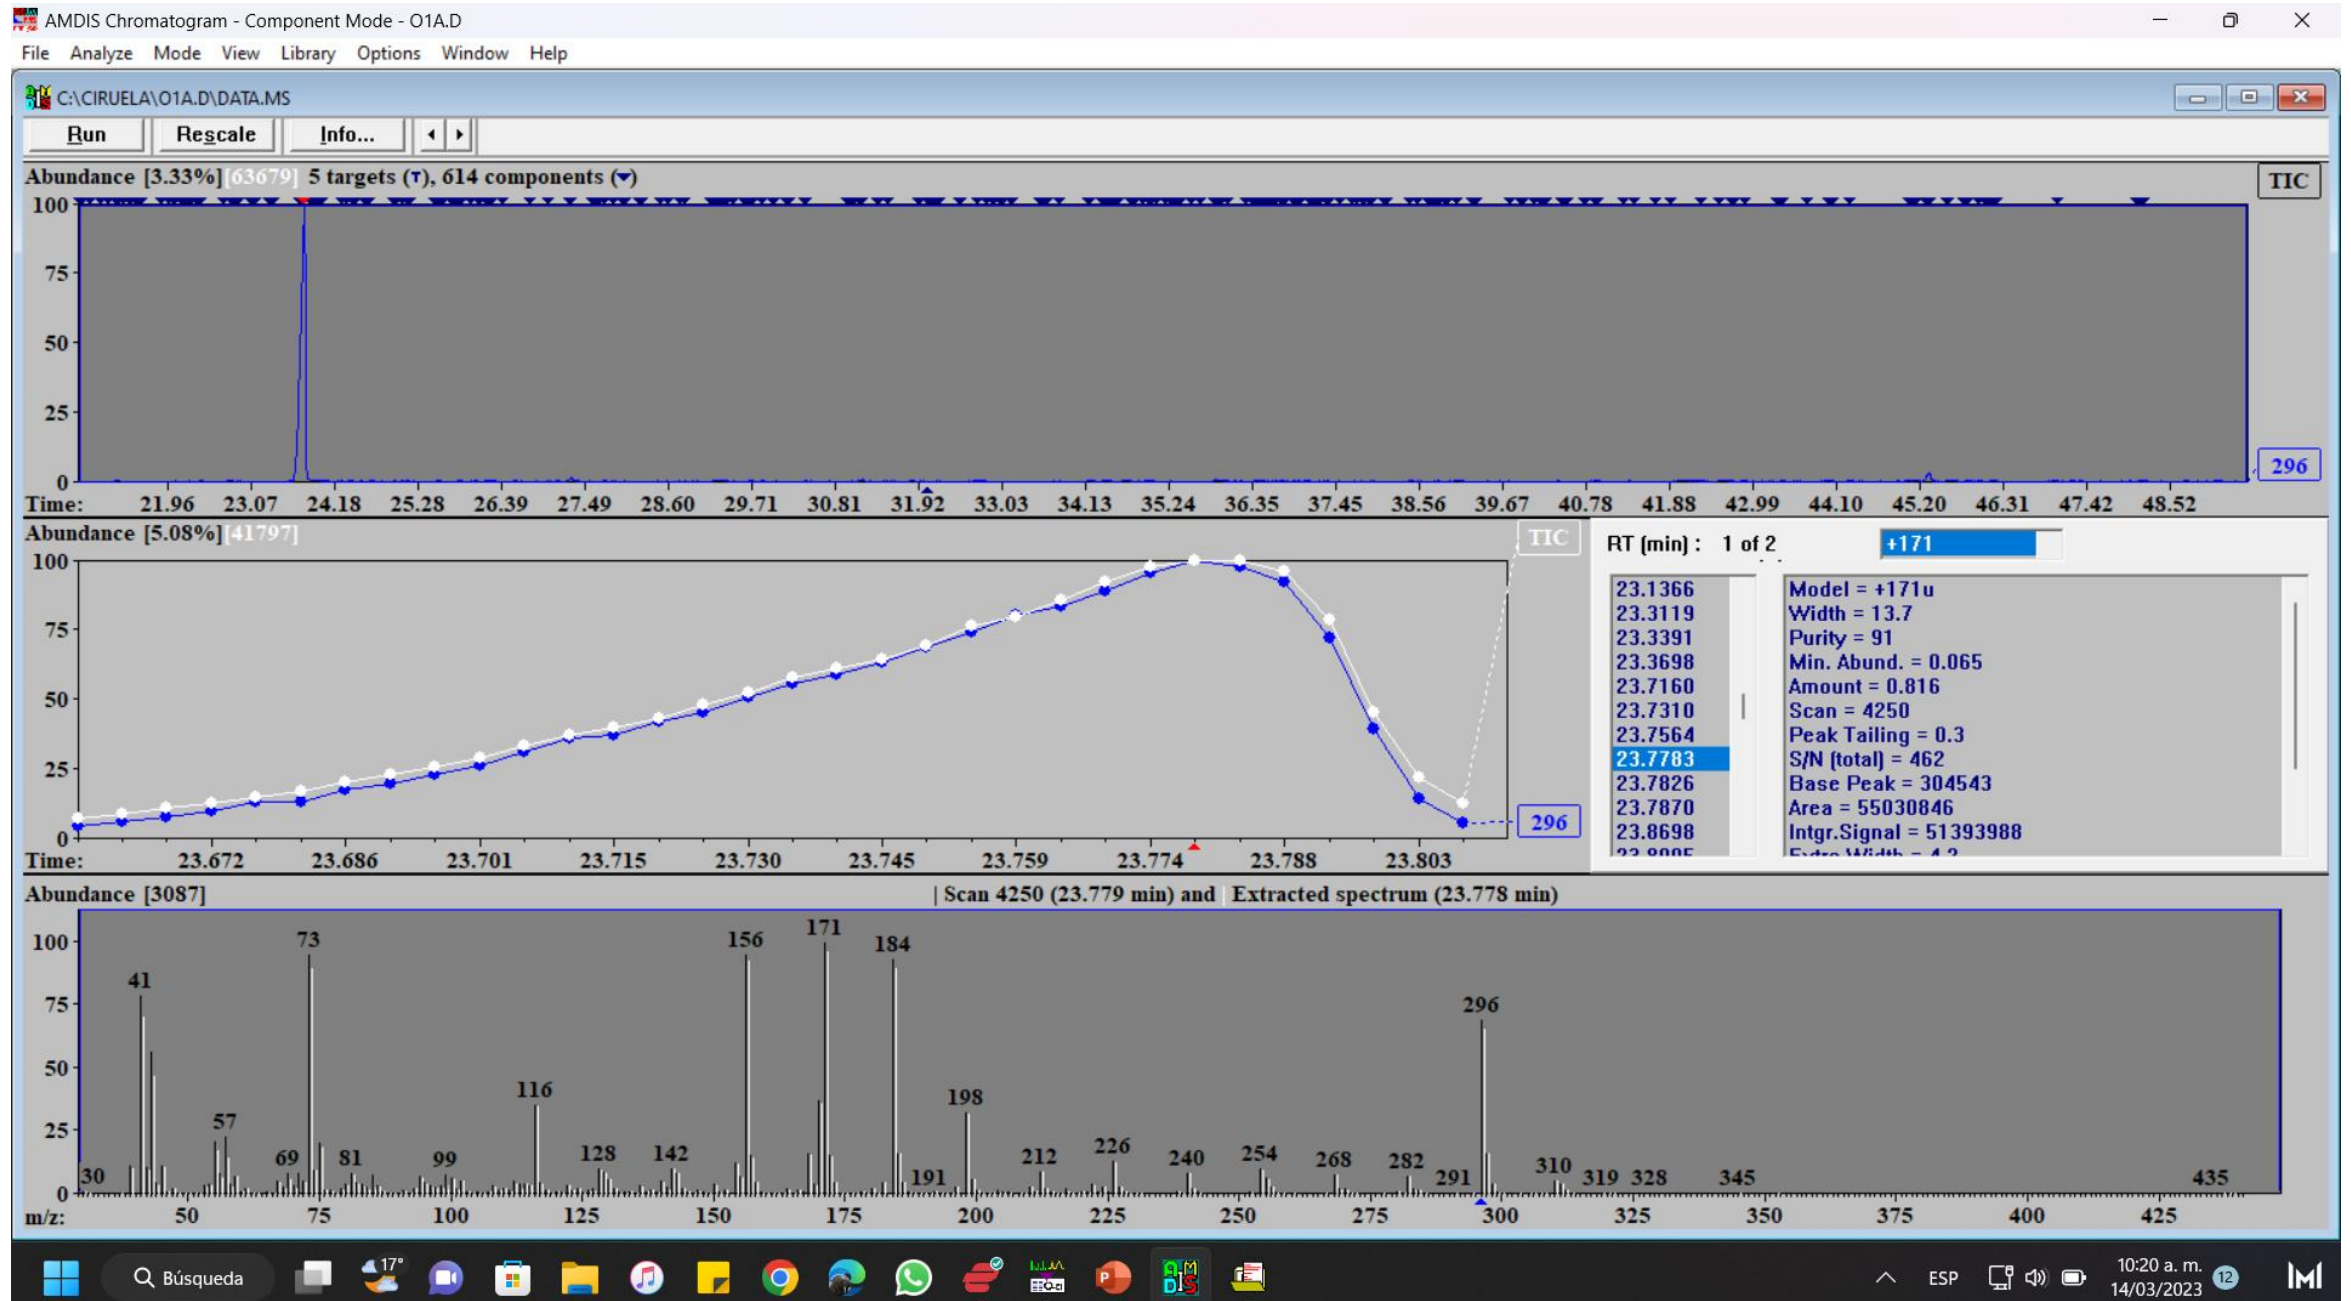 AMDIS Chromatogram - Component Mode - O1A.D
File Analyze Mode View Library Options Window Help
C:\CIRUELA\O1A.D\DATA.MS
Run Rescale Info...
Abundance [3.33%][63679] 5 targets (T), 614 components (▼)
TIC
100
75
50
25
0
296
Time: 21.96 23.07 24.18 25.28 26.39 27.49 28.60 29.71 30.81 31.92 33.03 34.13 35.24 36.35 37.45 38.56 39.67 40.78 41.88 42.99 44.10 45.20 46.31 47.42 48.52
Abundance [5.08%][41797]
TIC
100
75
50
25
0
296
Time: 23.672 23.686 23.701 23.715 23.730 23.745 23.759 23.774 23.788 23.803
RT (min) : 1 of 2 +171
23.1366
23.3119
23.3391
23.3698
23.7160
23.7310
23.7564
23.7783
23.7826
23.7870
23.8698
Model = +171u
Width = 13.7
Purity = 91
Min. Abund. = 0.065
Amount = 0.816
Scan = 4250
Peak Tailing = 0.3
S/N (total) = 462
Base Peak = 304543
Area = 55030846
Intgr.Signal = 51393988
Abundance [3087] | Scan 4250 (23.779 min) and | Extracted spectrum (23.778 min)
100
75
50
25
0
30 41 57 69 73 81 99 116 128 142 156 171 184 191 198 212 226 240 254 268 282 291 296 310 319 328 345 435
m/z: 50 75 100 125 150 175 200 225 250 275 300 325 350 375 400 425
17°
Búsqueda
ESP
10:20 a. m.
14/03/2023
12